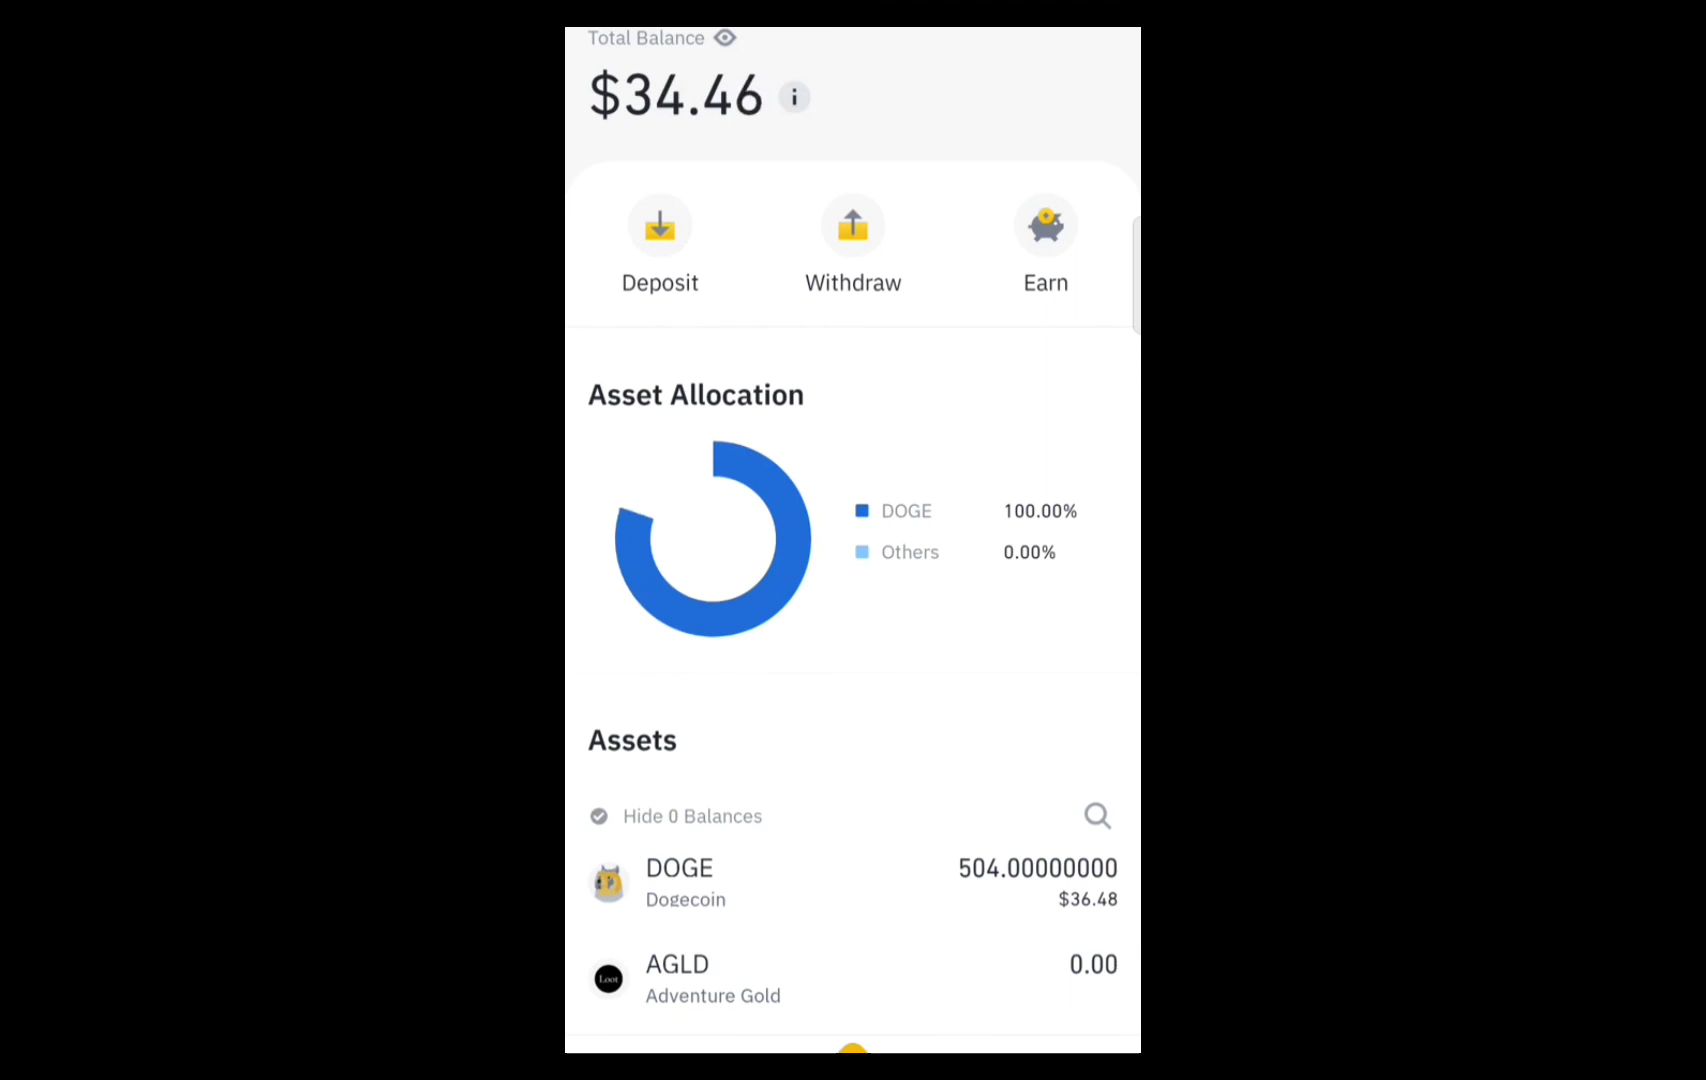 Total Balance
$34.46
i
Deposit Withdraw Earn
Asset Allocation
DOGE 100.00%
Others 0.00%
Assets
Hide 0 Balances
DOGE 504.00000000
Dogecoin $36.48
Loot
AGLD 0.00
Adventure Gold